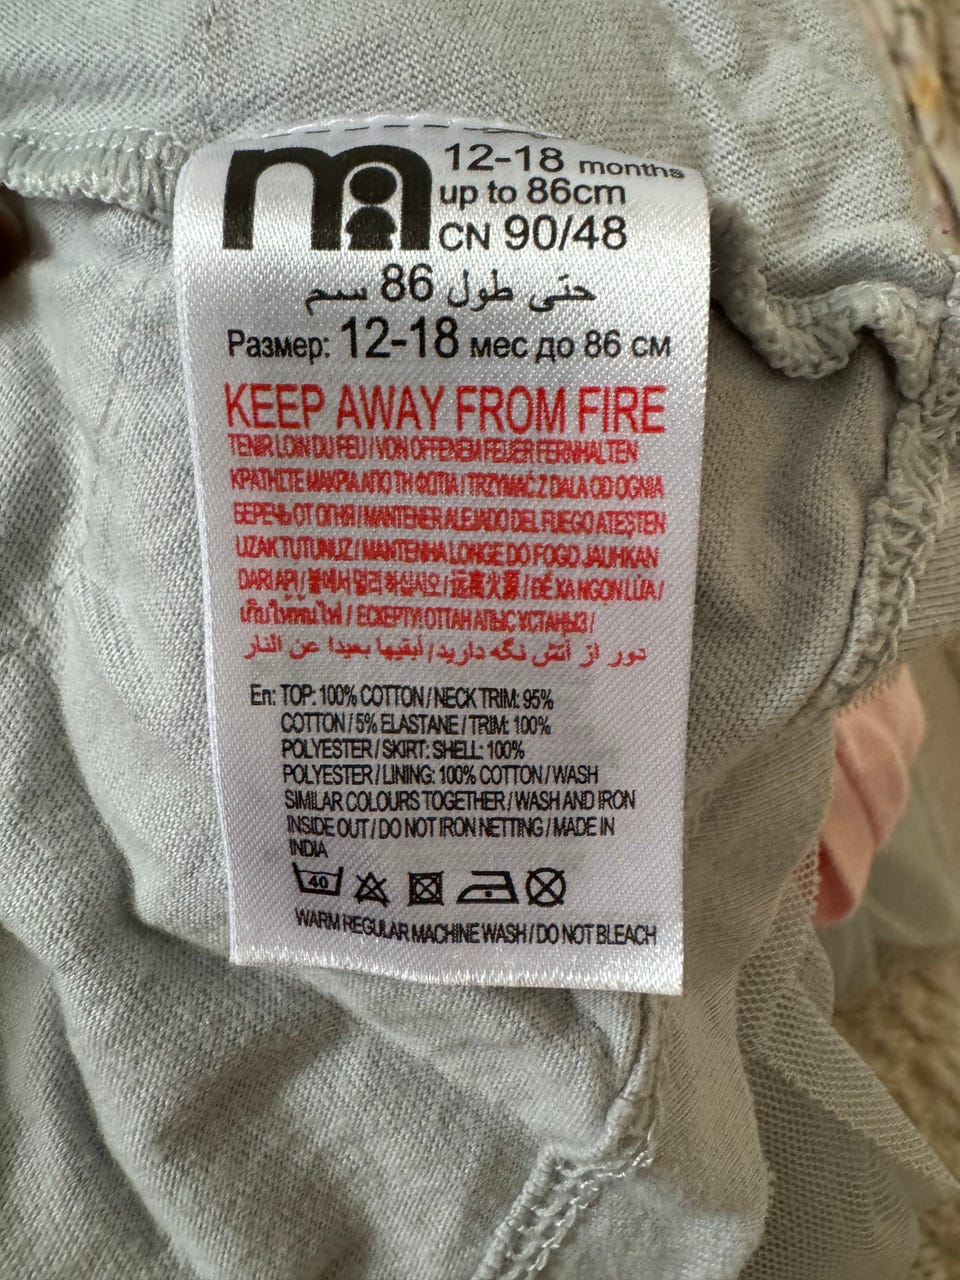 12-18 months
up to 86cm
CN 90/48
حتى طول 86 سم
Размер: 12-18 мес до 86 см
KEEP AWAY FROM FIRE
TENIR LOIN DU FEU / VON OFFENEM FEUER FERNHALTEN
ΚΡΑΤΗΣΤΕ ΜΑΚΡΙΑ ΑΠΟ ΤΗ ΦΩΤΙΑ / TRZYMAĆ Z DALA OD OGNIA
БЕРЕЧЬ ОТ ОГНЯ / MANTENER ALEJADO DEL FUEGO ATEŞTEN
UZAK TUTUNUZ / MANTENHA LONGE DO FOGO JAUHKAN
DARI API / 불에서 멀리 하십시오 / 远离火源 / ĐỂ XA NGỌN LỬA /
เก็บให้ห่างไฟ / ЕСКЕРТУ! ОТТАН АЛЫС ҰСТАҢЫЗ /
دور از آتش نگه دارید / أبقيها بعيدا عن النار
En: TOP: 100% COTTON / NECK TRIM: 95%
COTTON / 5% ELASTANE / TRIM: 100%
POLYESTER / SKIRT: SHELL: 100%
POLYESTER / LINING: 100% COTTON / WASH
SIMILAR COLOURS TOGETHER / WASH AND IRON
INSIDE OUT / DO NOT IRON NETTING / MADE IN
INDIA
40
WARM REGULAR MACHINE WASH / DO NOT BLEACH